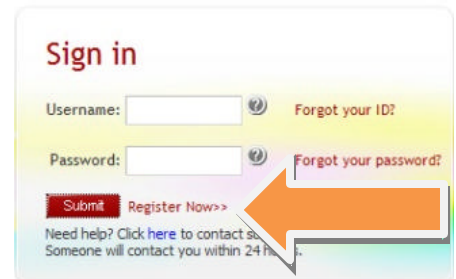 Sign in
Username: Forgot your ID?
Password: Forgot your password?
Submit Register Now>>
Need help? Click here to contact
Someone will contact you within 24